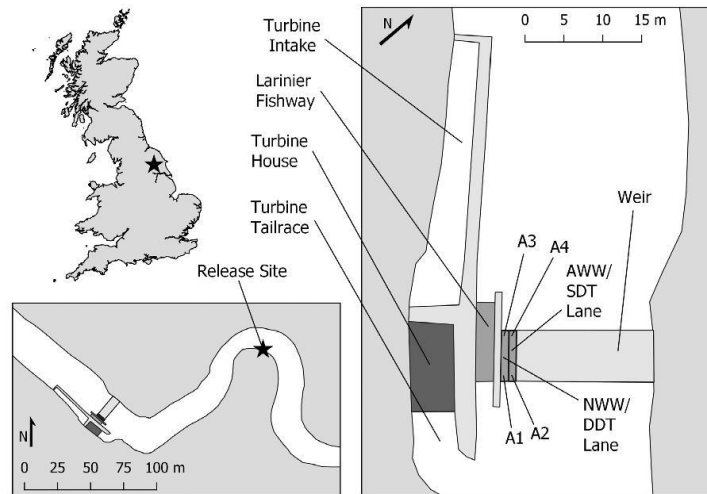 Turbine
Intake
Larinier
Fishway
Turbine
House
Turbine
Tailrace
Release Site
N
0 25 50 75 100 m
N
0 5 10 15 m
Weir
A3
A4
AWW/
SDT
Lane
NWW/
DDT
Lane
A1
A2